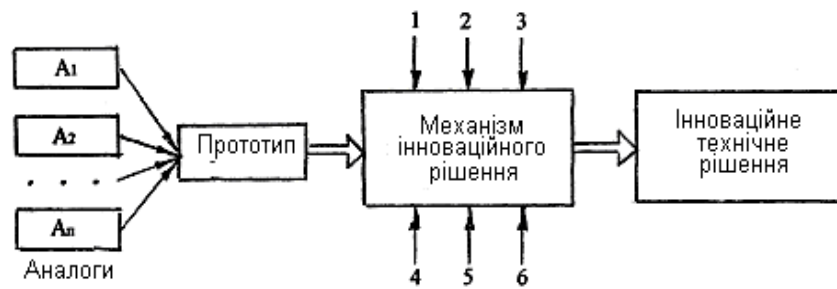 1 2 3
A1
A2
. . .
An
Аналоги
Прототип
Механізм
інноваційного
рішення
Інноваційне
технічне
рішення
4 5 6